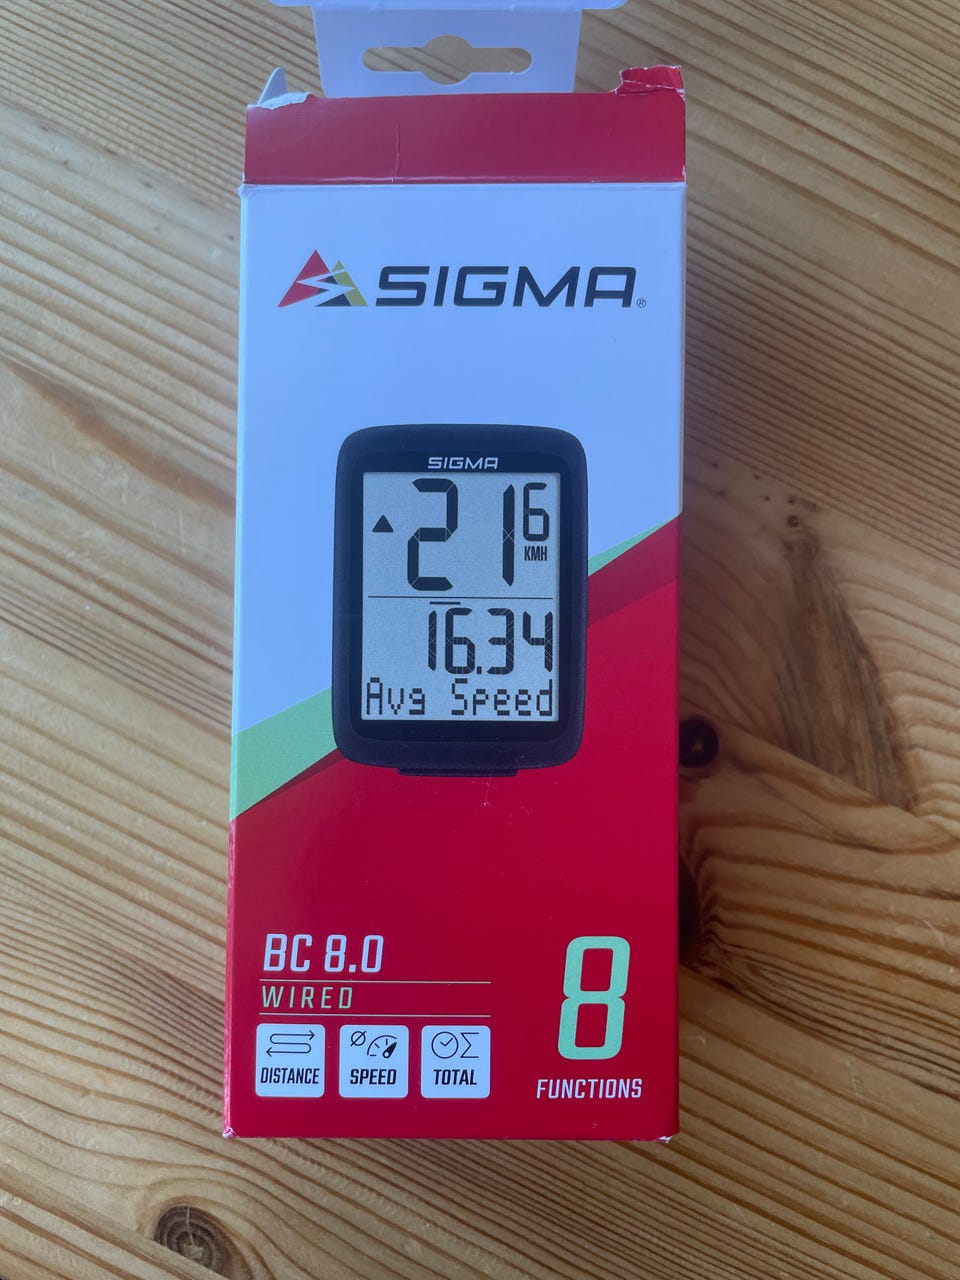 SIGMA®
SIGMA
21 6
KMH
16.34
Avg Speed
BC 8.0
WIRED
DISTANCE
Ø SPEED
Σ TOTAL
8
FUNCTIONS